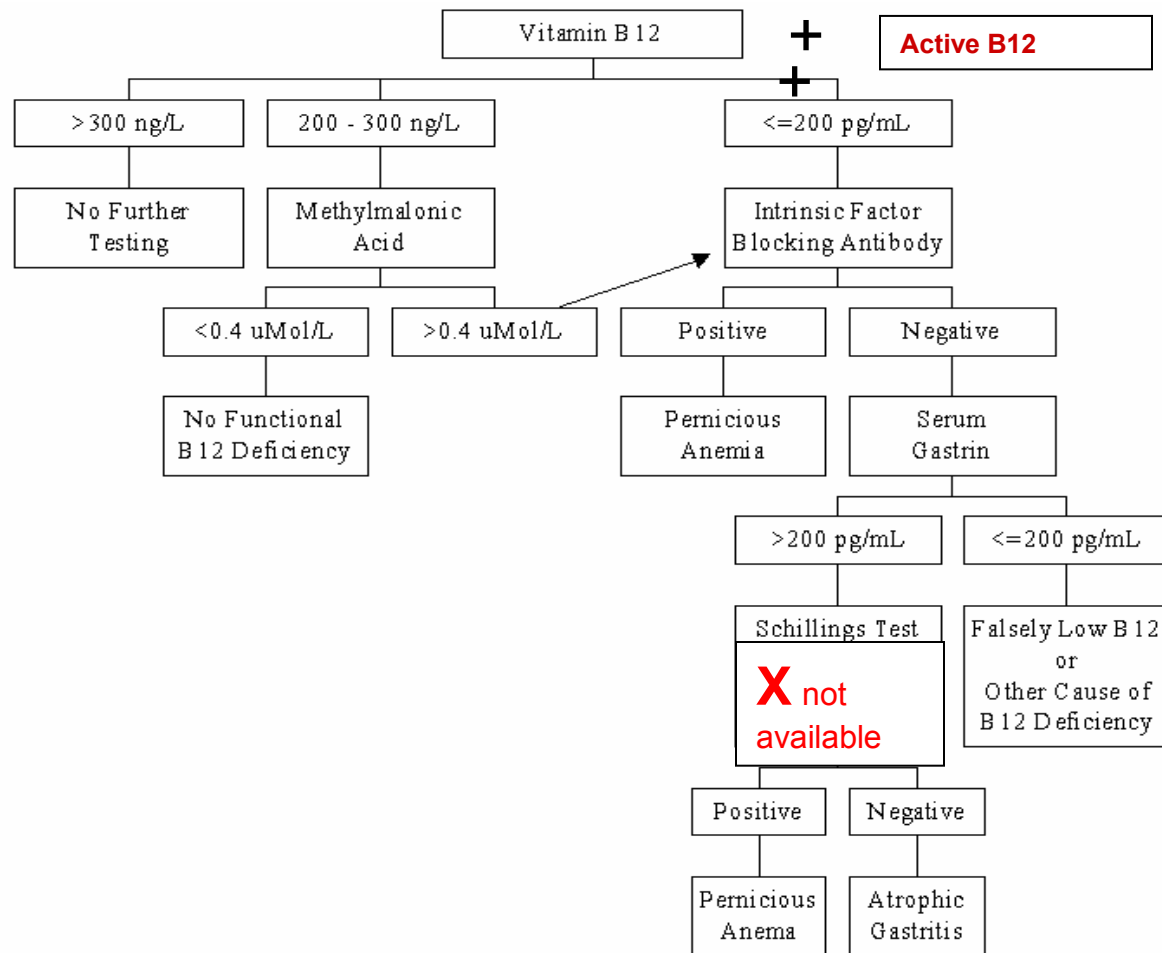 Vitamin B12
+
Active B12
+
>300 ng/L
200 - 300 ng/L
<=200 pg/mL
No Further
Testing
Methylmalonic
Acid
Intrinsic Factor
Blocking Antibody
<0.4 uMol/L
>0.4 uMol/L
Positive
Negative
No Functional
B12 Deficiency
Pernicious
Anemia
Serum
Gastrin
>200 pg/mL
<=200 pg/mL
Schillings Test
X not
available
Falsely Low B12
or
Other Cause of
B12 Deficiency
Positive
Negative
Pernicious
Anema
Atrophic
Gastritis